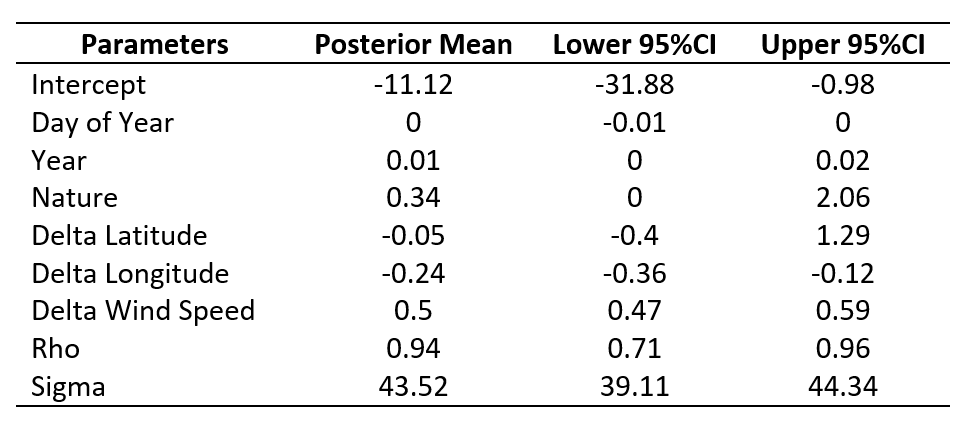 Parameters Posterior Mean Lower 95%CI Upper 95%CI
Intercept -11.12 -31.88 -0.98
Day of Year 0 -0.01 0
Year 0.01 0 0.02
Nature 0.34 0 2.06
Delta Latitude -0.05 -0.4 1.29
Delta Longitude -0.24 -0.36 -0.12
Delta Wind Speed 0.5 0.47 0.59
Rho 0.94 0.71 0.96
Sigma 43.52 39.11 44.34